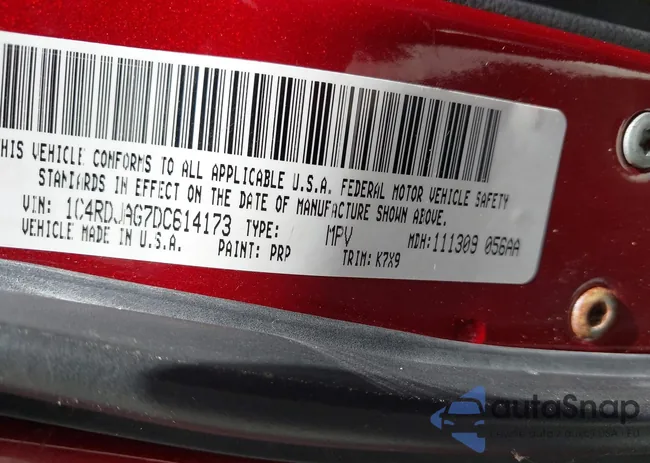 THIS VEHICLE CONFORMS TO ALL APPLICABLE U.S.A. FEDERAL MOTOR VEHICLE SAFETY
STANDARDS IN EFFECT ON THE DATE OF MANUFACTURE SHOWN ABOVE.
VIN: 1C4RDJAG7DC614173 TYPE: MPV MDH: 111309 056AA
VEHICLE MADE IN U.S.A. PAINT: PRP TRIM: K7X9
autoSnap